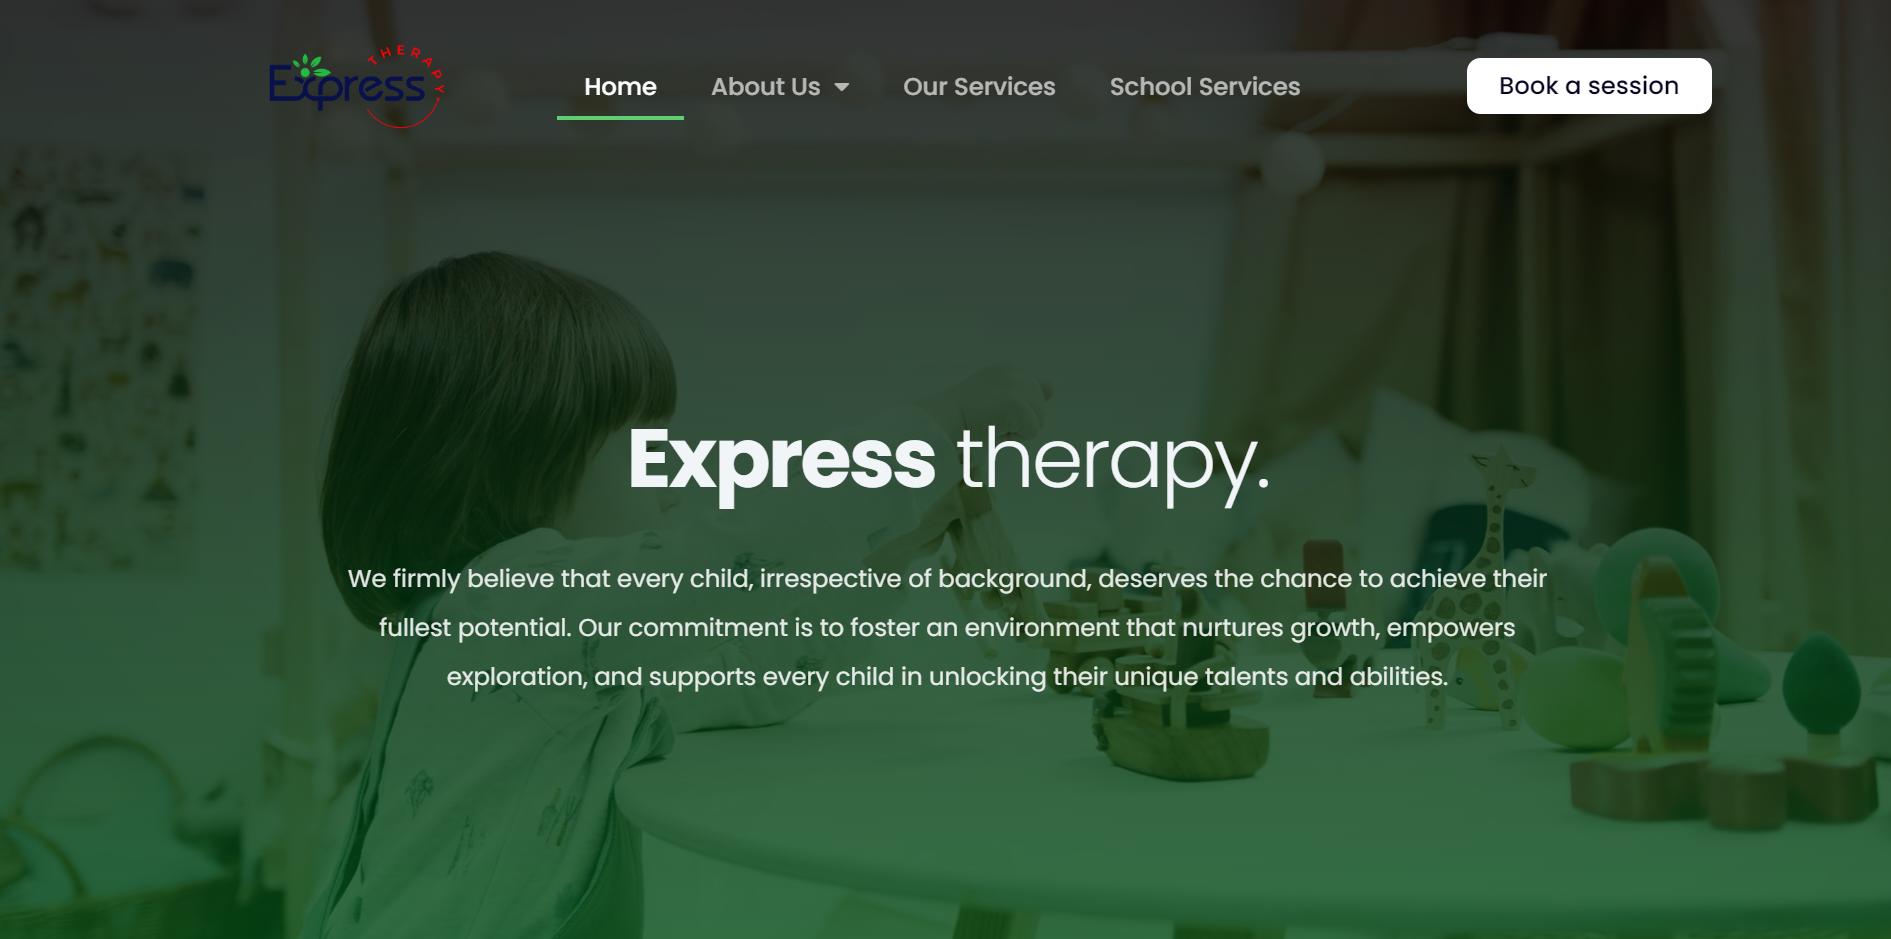 Express THERAPY
Home
About Us
Our Services
School Services
Book a session
Express therapy.
We firmly believe that every child, irrespective of background, deserves the chance to achieve their
fullest potential. Our commitment is to foster an environment that nurtures growth, empowers
exploration, and supports every child in unlocking their unique talents and abilities.